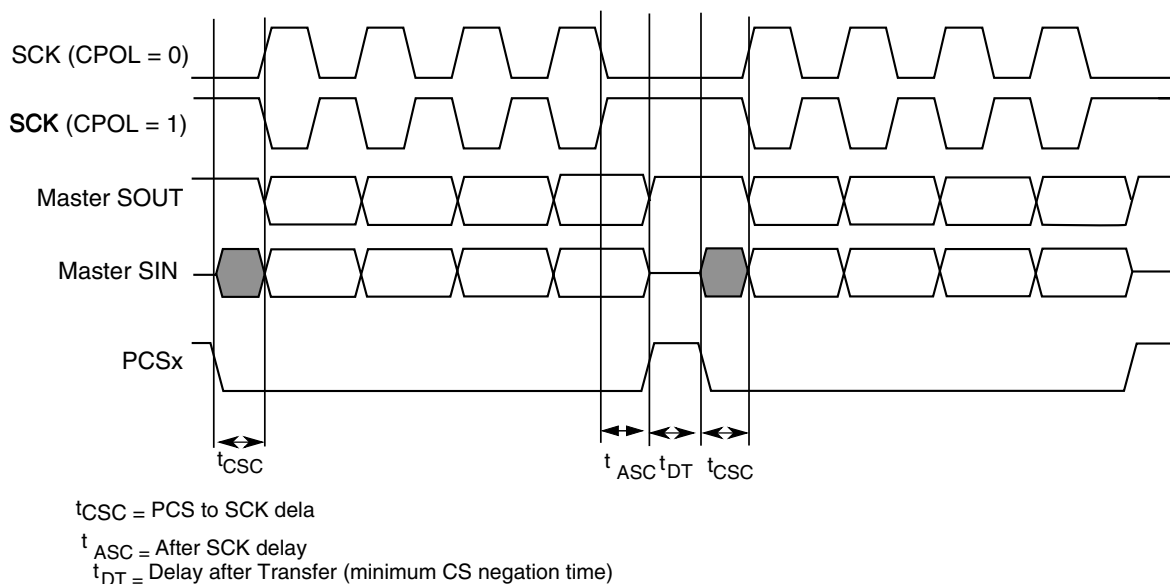 SCK (CPOL = 0)
SCK (CPOL = 1)
Master SOUT
Master SIN
PCSx
tCSC
t ASC tDT tCSC
tCSC = PCS to SCK dela
t ASC = After SCK delay
tDT = Delay after Transfer (minimum CS negation time)